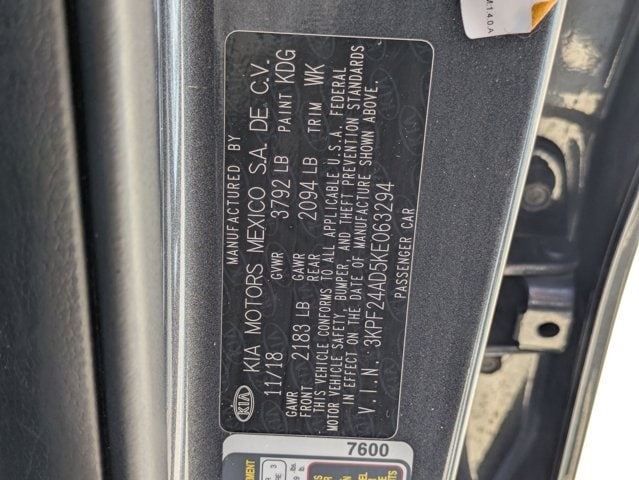 MANUFACTURED BY
KIA MOTORS MEXICO S.A. DE C.V.
11/18 GVWR 3792 LB PAINT KDG
GAWR FRONT 2183 LB GAWR REAR 2094 LB TRIM WK
THIS VEHICLE CONFORMS TO ALL APPLICABLE U.S.A. FEDERAL
MOTOR VEHICLE SAFETY, BUMPER, AND THEFT PREVENTION STANDARDS
IN EFFECT ON THE DATE OF MANUFACTURE SHOWN ABOVE.
V.I.N. 3KPF24AD5KE063294
PASSENGER CAR
KIA
7600
M140A